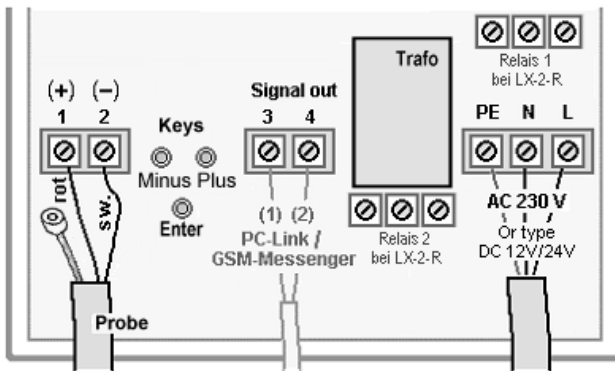 (+) (–)
1 2
rot
sw.
Probe
Keys
Minus Plus
Enter
Signal out
3 4
(1) (2)
PC-Link /
GSM-Messenger
Trafo
Relais 2
bei LX-2-R
Relais 1
bei LX-2-R
PE N L
AC 230 V
Or type
DC 12V/24V